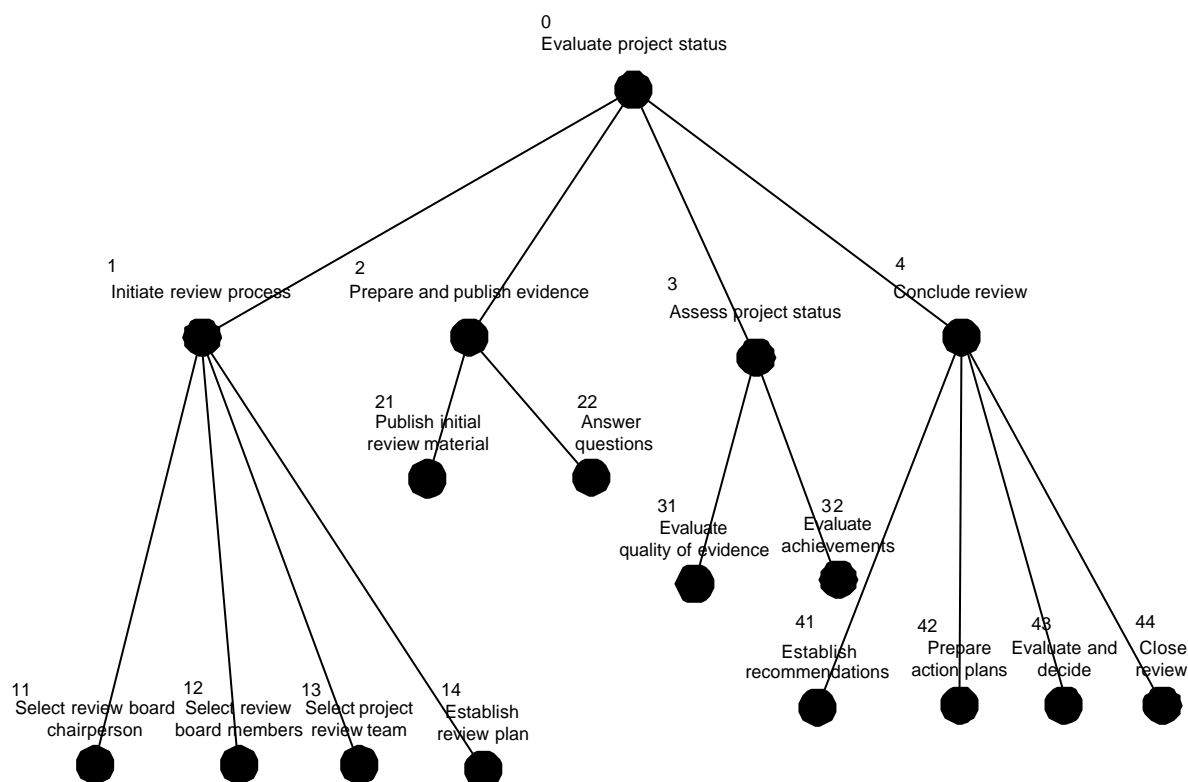 0
Evaluate project status
1
Initiate review process
2
Prepare and publish evidence
3
Assess project status
4
Conclude review
21
Publish initial
review material
22
Answer
questions
31
Evaluate
quality of evidence
32
Evaluate
achievements
41
Establish
recommendations
42
Prepare
action plans
43
Evaluate and
decide
44
Close
review
11
Select review board
chairperson
12
Select review
board members
13
Select project
review team
14
Establish
review plan